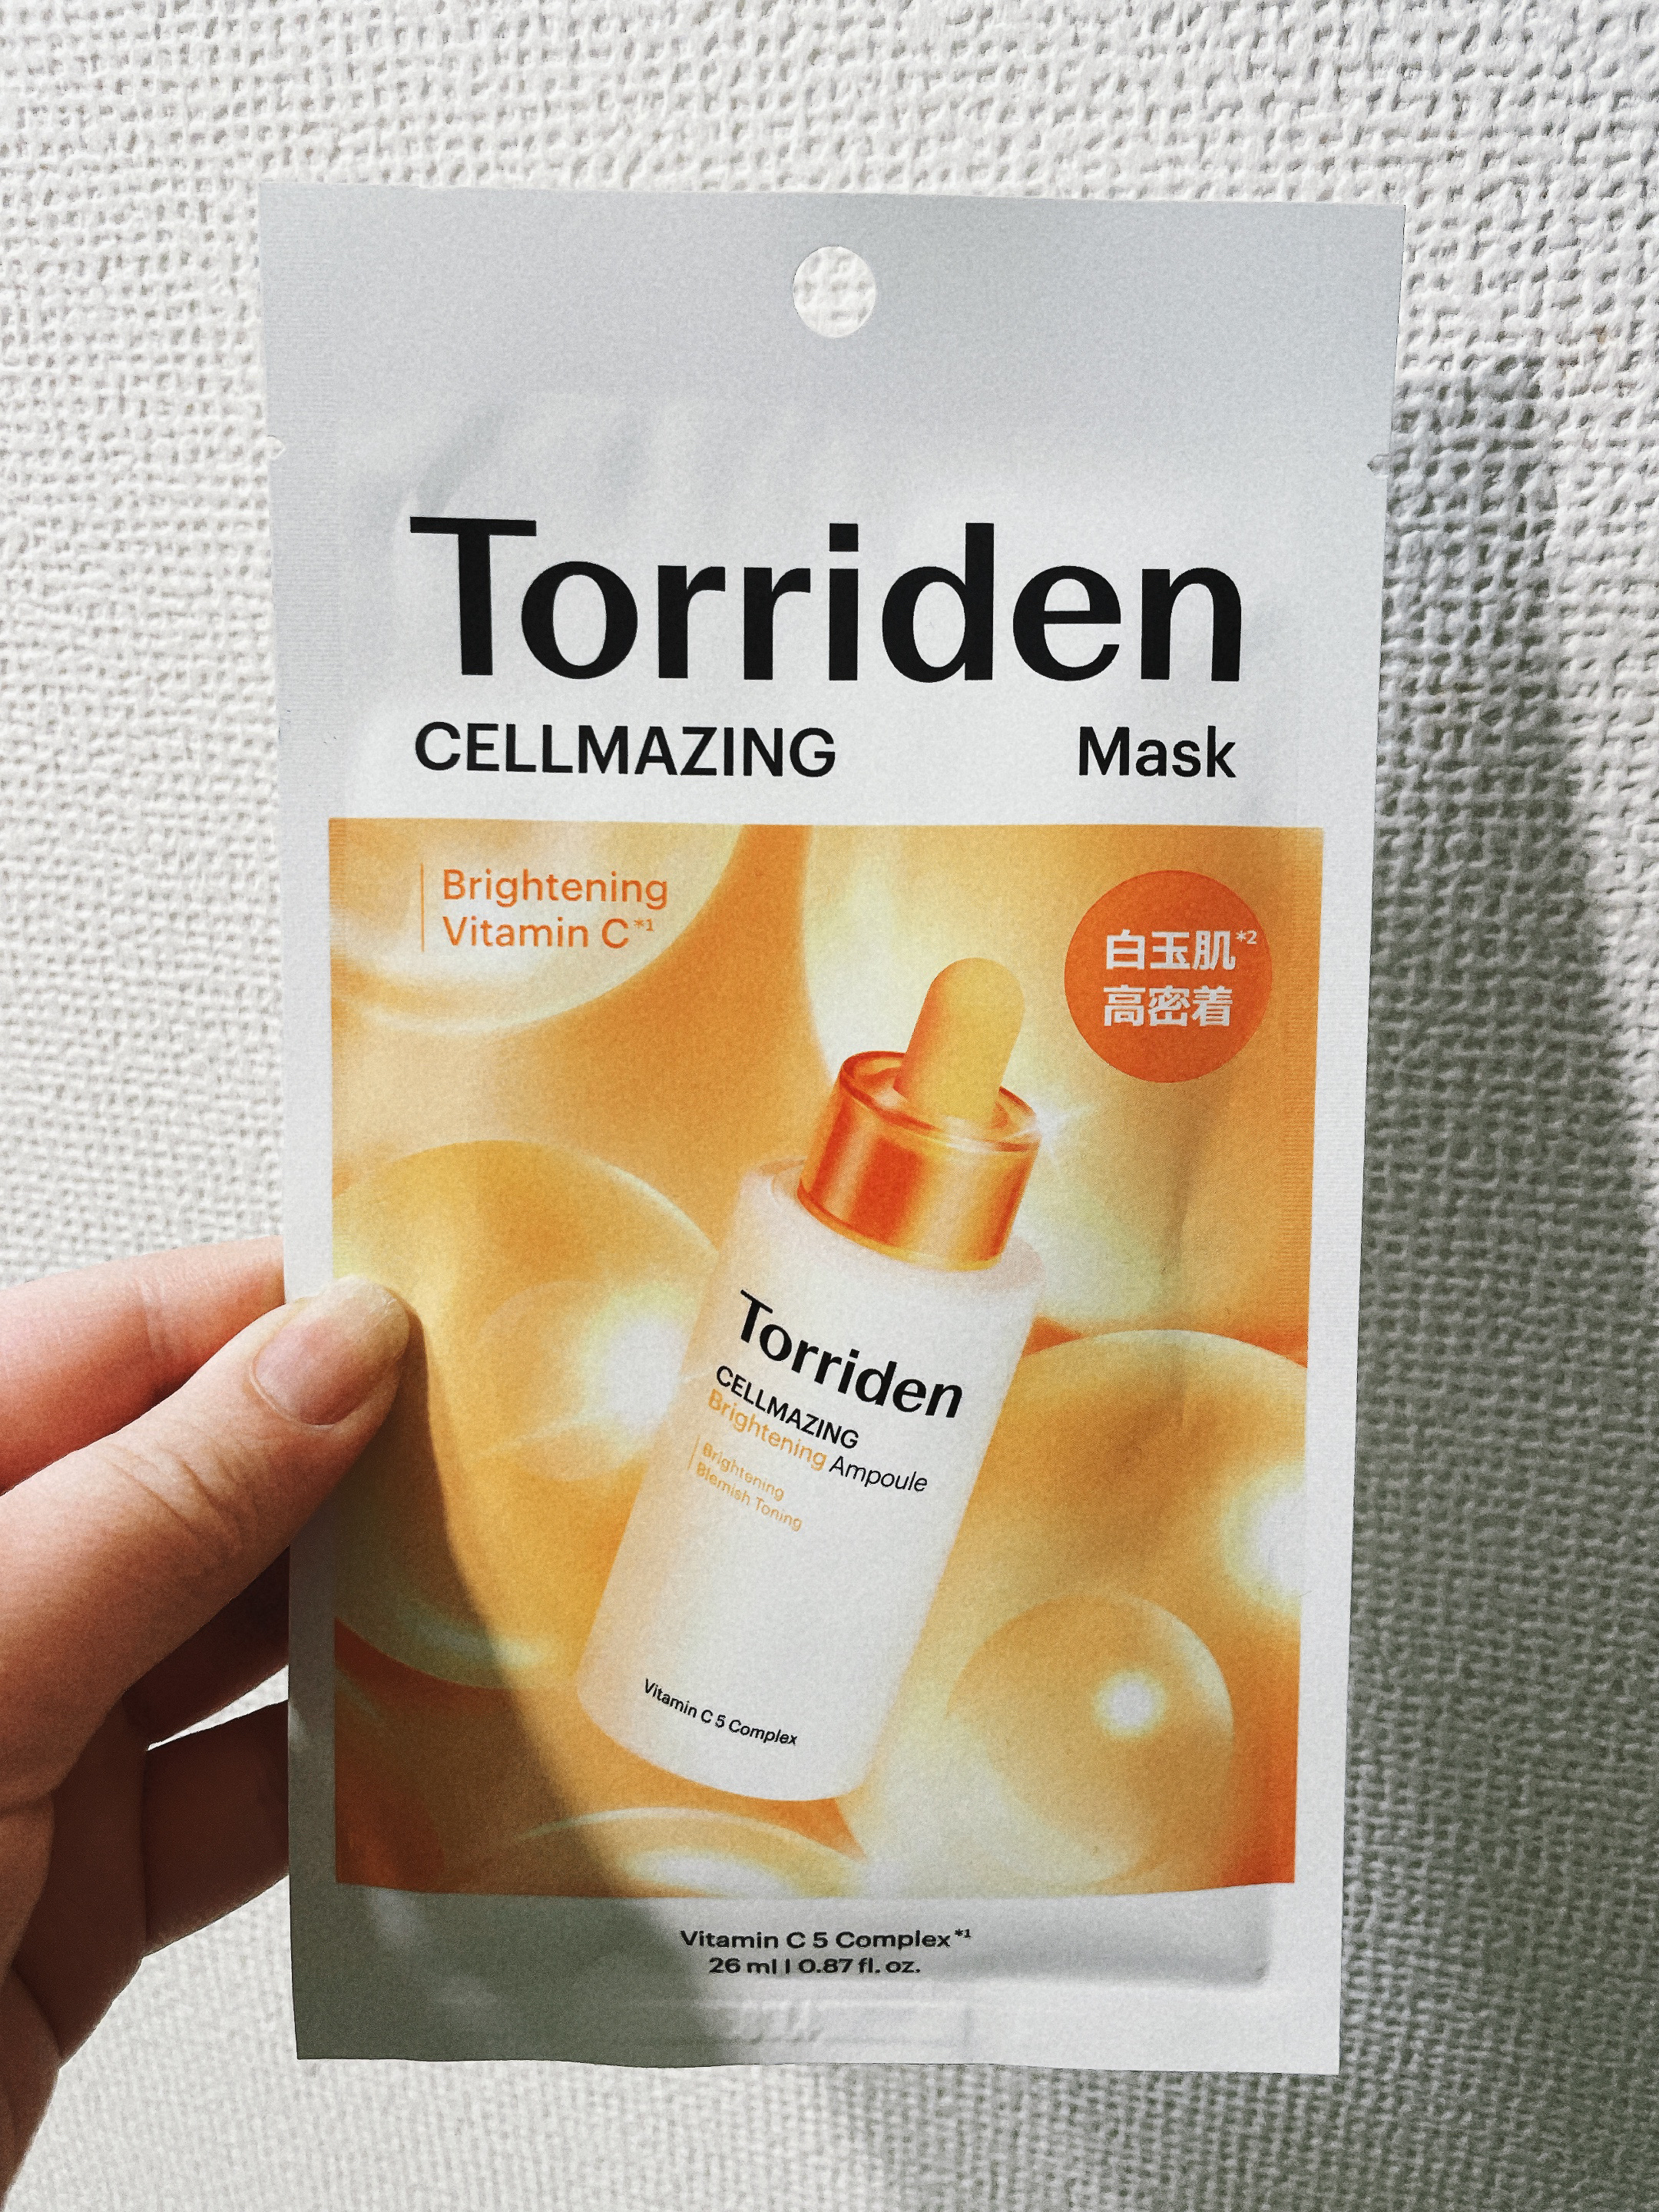 Torriden
CELLMAZING Mask
Brightening
Vitamin C*1
白玉肌*2
高密着
Torriden
CELLMAZING
Brightening Ampoule
Brightening
Blemish Toning
Vitamin C 5 Complex
Vitamin C 5 Complex*1
26 ml | 0.87 fl. oz.